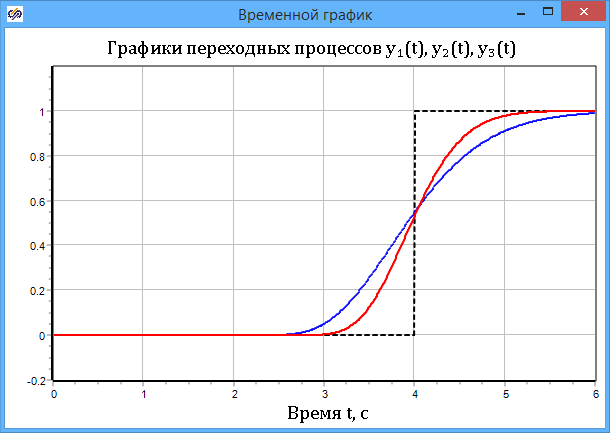 Временной график
Графики переходных процессов y₁(t), y₂(t), y₃(t)
1
0.8
0.6
0.4
0.2
0
-0.2
0 1 2 3 4 5 6
Время t, с